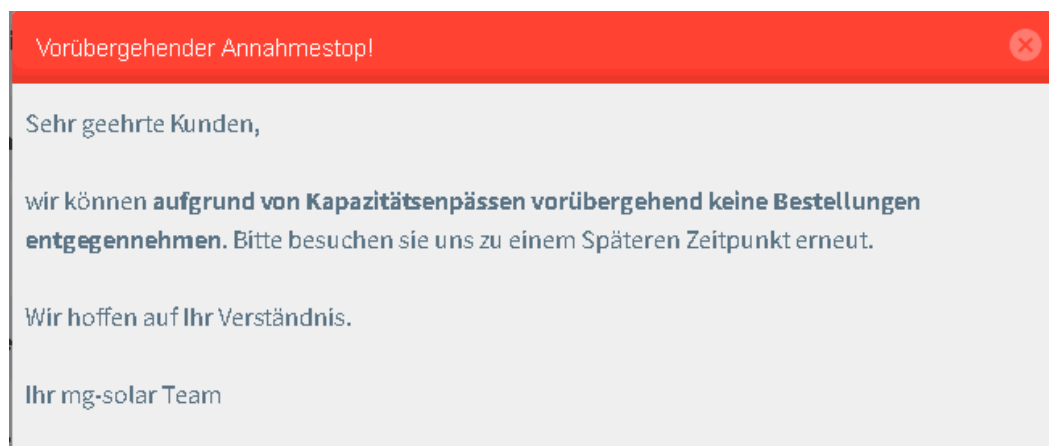 Vorübergehender Annahmestop!
Sehr geehrte Kunden,
wir können aufgrund von Kapazitätsenpässen vorübergehend keine Bestellungen
entgegennehmen. Bitte besuchen sie uns zu einem Späteren Zeitpunkt erneut.
Wir hoffen auf Ihr Verständnis.
Ihr mg-solar Team